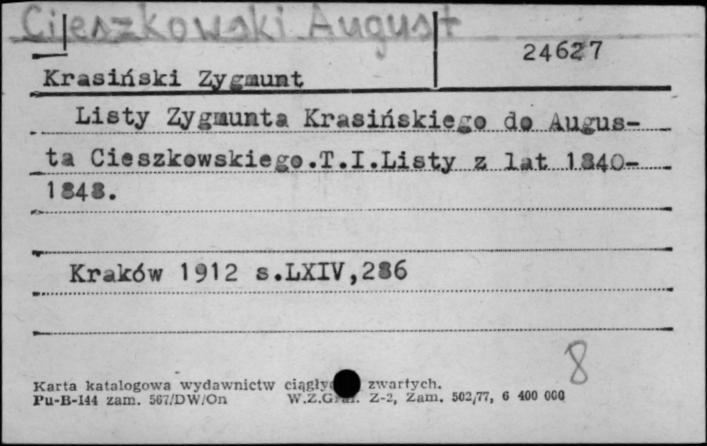 Cieszkowski August
24627
Krasiński Zygmunt
Listy Zygmunta Krasińskiego do Augus-
ta Cieszkowskiego.T.I.Listy z lat 1840-
1848.
Kraków 1912 s.LXIV,286
8
Karta katalogowa wydawnictw zwartych.
Pu-B-144 zam. 567/DW/On W.Z.Graf. Z-2, Zam. 502/77, 6 400 000